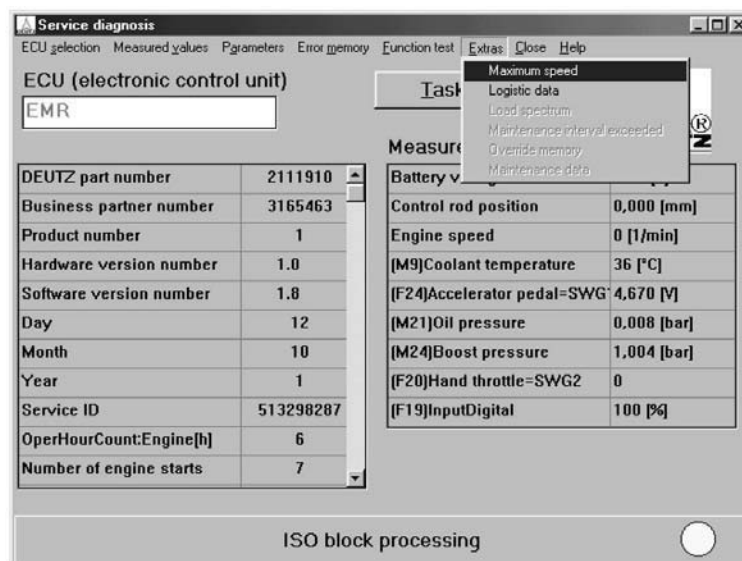 Service diagnosis
ECU selection Measured values Parameters Error memory Function test Extras Close Help
Maximum speed
Logistic data
Load spectrum
Maintenance interval exceeded
Override memory
Maintenance data
ECU (electronic control unit)
EMR
Task
®
Measure
DEUTZ part number 2111910
Business partner number 3165463
Product number 1
Hardware version number 1.0
Software version number 1.8
Day 12
Month 10
Year 1
Service ID 513298287
OperHourCount:Engine[h] 6
Number of engine starts 7
Battery v
Control rod position 0,000 [mm]
Engine speed 0 [1/min]
(M9)Coolant temperature 36 [°C]
(F24)Accelerator pedal=SWG 4,670 [V]
(M21)Oil pressure 0,008 [bar]
(M24)Boost pressure 1,004 [bar]
(F20)Hand throttle=SWG2 0
(F19)InputDigital 100 [%]
ISO block processing